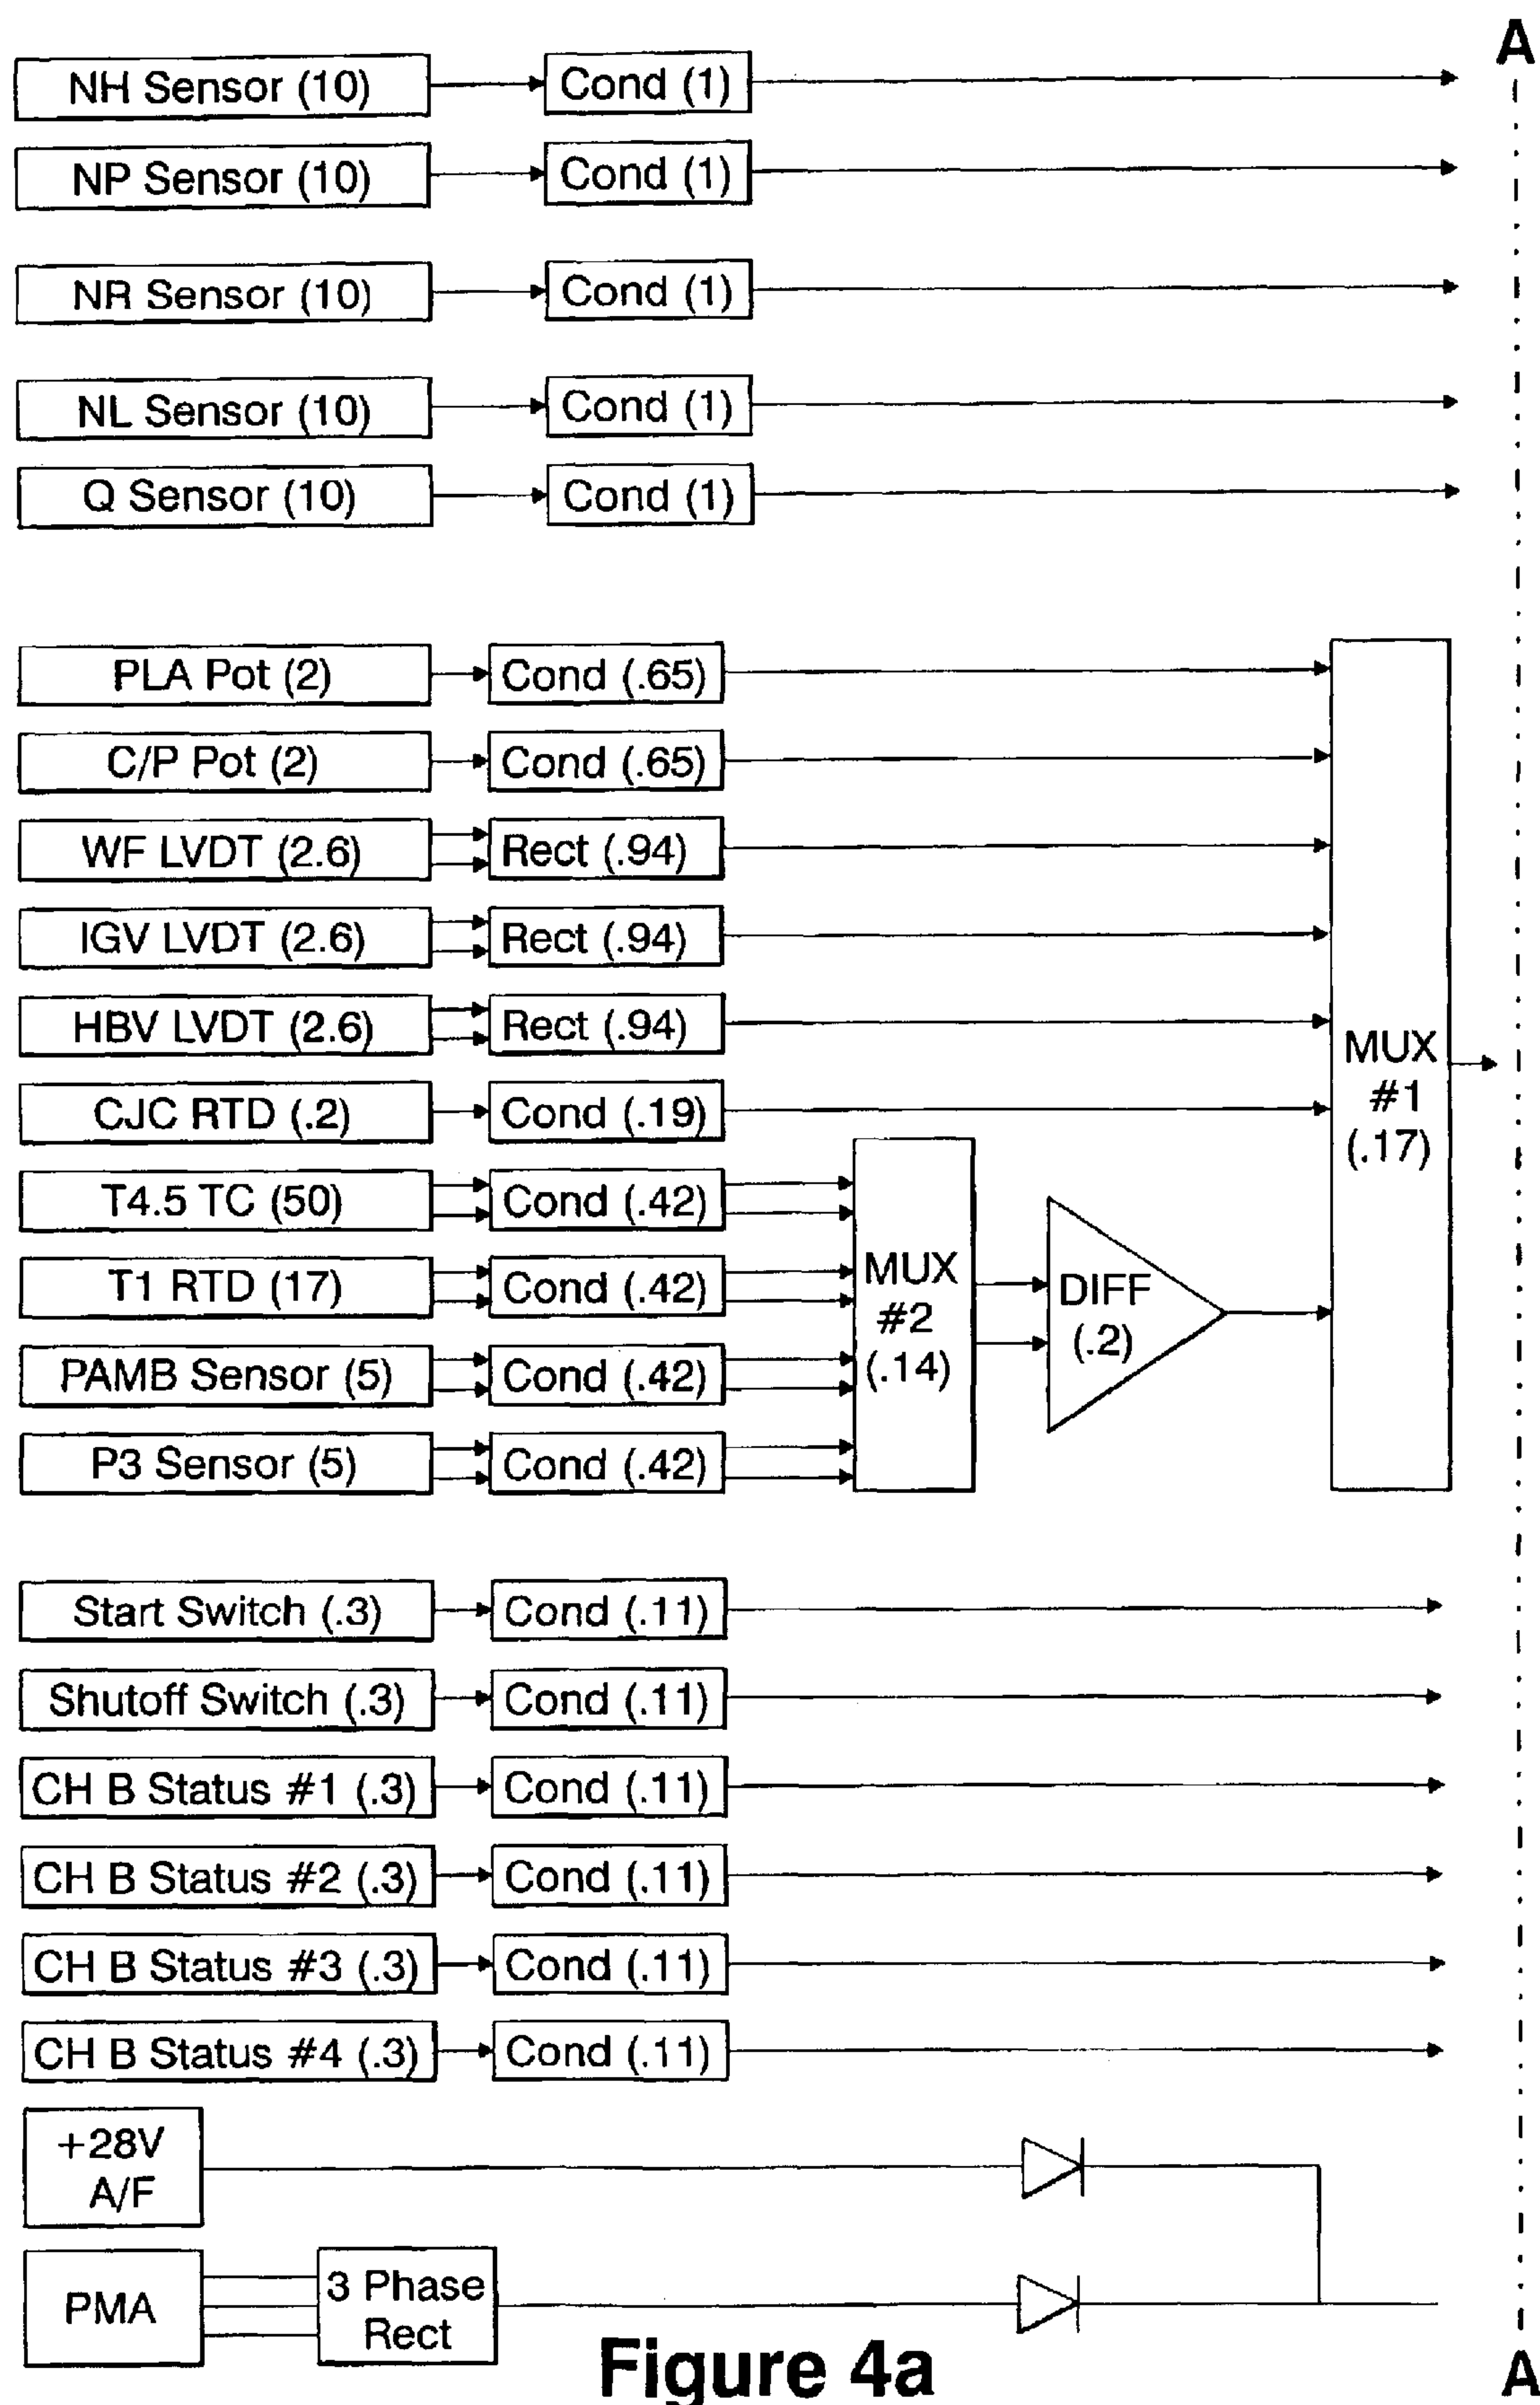 A
NH Sensor (10)
Cond (1)
NP Sensor (10)
Cond (1)
NR Sensor (10)
Cond (1)
NL Sensor (10)
Cond (1)
Q Sensor (10)
Cond (1)
PLA Pot (2)
Cond (.65)
C/P Pot (2)
Cond (.65)
WF LVDT (2.6)
Rect (.94)
IGV LVDT (2.6)
Rect (.94)
HBV LVDT (2.6)
Rect (.94)
CJC RTD (.2)
Cond (.19)
T4.5 TC (50)
Cond (.42)
T1 RTD (17)
Cond (.42)
PAMB Sensor (5)
Cond (.42)
P3 Sensor (5)
Cond (.42)
MUX
#2
(.14)
DIFF
(.2)
MUX
#1
(.17)
Start Switch (.3)
Cond (.11)
Shutoff Switch (.3)
Cond (.11)
CH B Status #1 (.3)
Cond (.11)
CH B Status #2 (.3)
Cond (.11)
CH B Status #3 (.3)
Cond (.11)
CH B Status #4 (.3)
Cond (.11)
+28V
A/F
PMA
3 Phase
Rect
Figure 4a
A